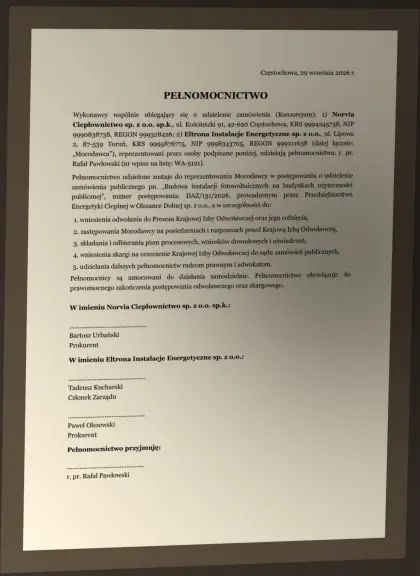 Częstochowa, 29 września 2026 r.
PEŁNOMOCNICTWO
Wykonawcy wspólnie ubiegający się o udzielenie zamówienia (Konsorcjum): 1) Norvia
Ciepłownictwo sp. z o.o. sp.k., ul. Kościuszki 91, 42-620 Częstochowa, KRS 9994245738, NIP
9990838738, REGON 999328426; 2) Eltrona Instalacje Energetyczne sp. z o.o., ul. Lipowa
2, 87-539 Toruń, KRS 9995876775, NIP 9998343705, REGON 999211638 (dalej łącznie:
„Mocodawca”), reprezentowani przez osoby podpisane poniżej, udzielają pełnomocnictwa: r. pr.
Rafał Pawłowski (nr wpisu na listę: WA-5121).
Pełnomocnictwo udzielone zostaje do reprezentowania Mocodawcy w postępowaniu o udzielenie
zamówienia publicznego pn. „Budowa instalacji fotowoltaicznych na budynkach użyteczności
publicznej”, numer postępowania: DAZ/131/2026, prowadzonym przez Przedsiębiorstwo
Energetyki Cieplnej w Olszance Dolnej sp. z o.o., a w szczególności do:
1. wniesienia odwołania do Prezesa Krajowej Izby Odwoławczej oraz jego cofnięcia,
2. zastępowania Mocodawcy na posiedzeniach i rozprawach przed Krajową Izbą Odwoławczą,
3. składania i odbierania pism procesowych, wniosków dowodowych i oświadczeń,
4. wniesienia skargi na orzeczenie Krajowej Izby Odwoławczej do sądu zamówień publicznych,
5. udzielania dalszych pełnomocnictw radcom prawnym i adwokatom.
Pełnomocnicy są umocowani do działania samodzielnie. Pełnomocnictwo obowiązuje do
prawomocnego zakończenia postępowania odwoławczego oraz skargowego.
W imieniu Norvia Ciepłownictwo sp. z o.o. sp.k.:
Bartosz Urbański
Prokurent
W imieniu Eltrona Instalacje Energetyczne sp. z o.o.:
Tadeusz Kucharski
Członek Zarządu
Paweł Olszewski
Prokurent
Pełnomocnictwo przyjmuję:
r. pr. Rafał Pawłowski